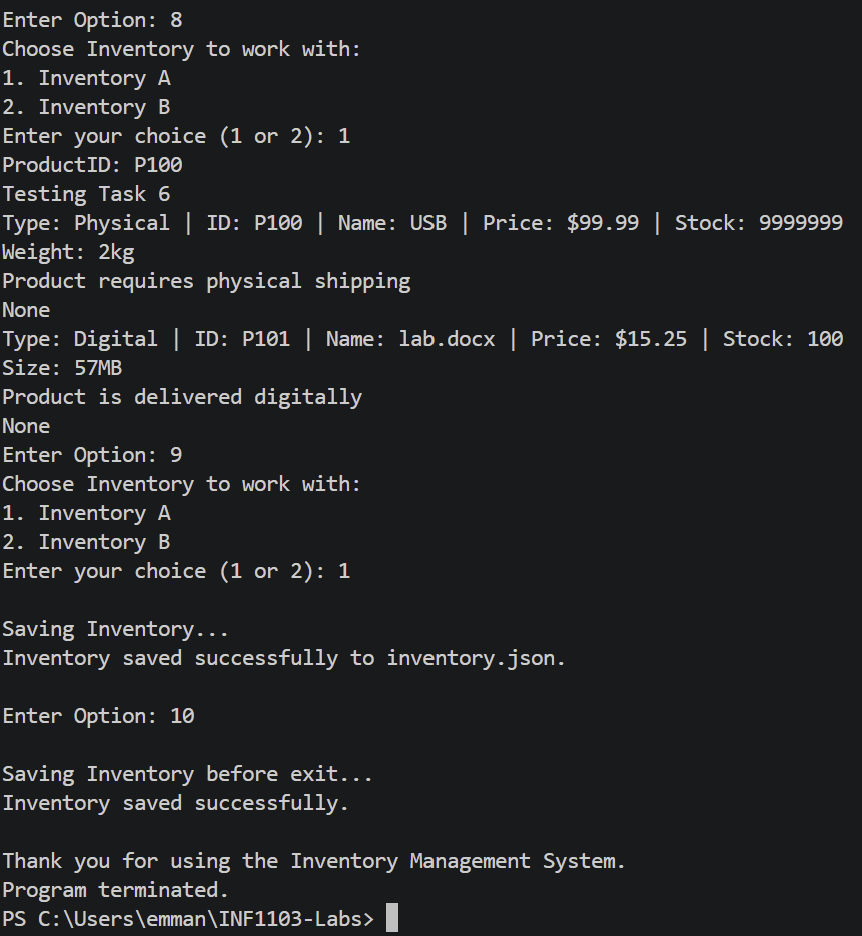 Enter Option: 8
Choose Inventory to work with:
1. Inventory A
2. Inventory B
Enter your choice (1 or 2): 1
ProductID: P100
Testing Task 6
Type: Physical | ID: P100 | Name: USB | Price: $99.99 | Stock: 9999999
Weight: 2kg
Product requires physical shipping
None
Type: Digital | ID: P101 | Name: lab.docx | Price: $15.25 | Stock: 100
Size: 57MB
Product is delivered digitally
None
Enter Option: 9
Choose Inventory to work with:
1. Inventory A
2. Inventory B
Enter your choice (1 or 2): 1
Saving Inventory...
Inventory saved successfully to inventory.json.
Enter Option: 10
Saving Inventory before exit...
Inventory saved successfully.
Thank you for using the Inventory Management System.
Program terminated.
PS C:\Users\emman\INF1103-Labs>